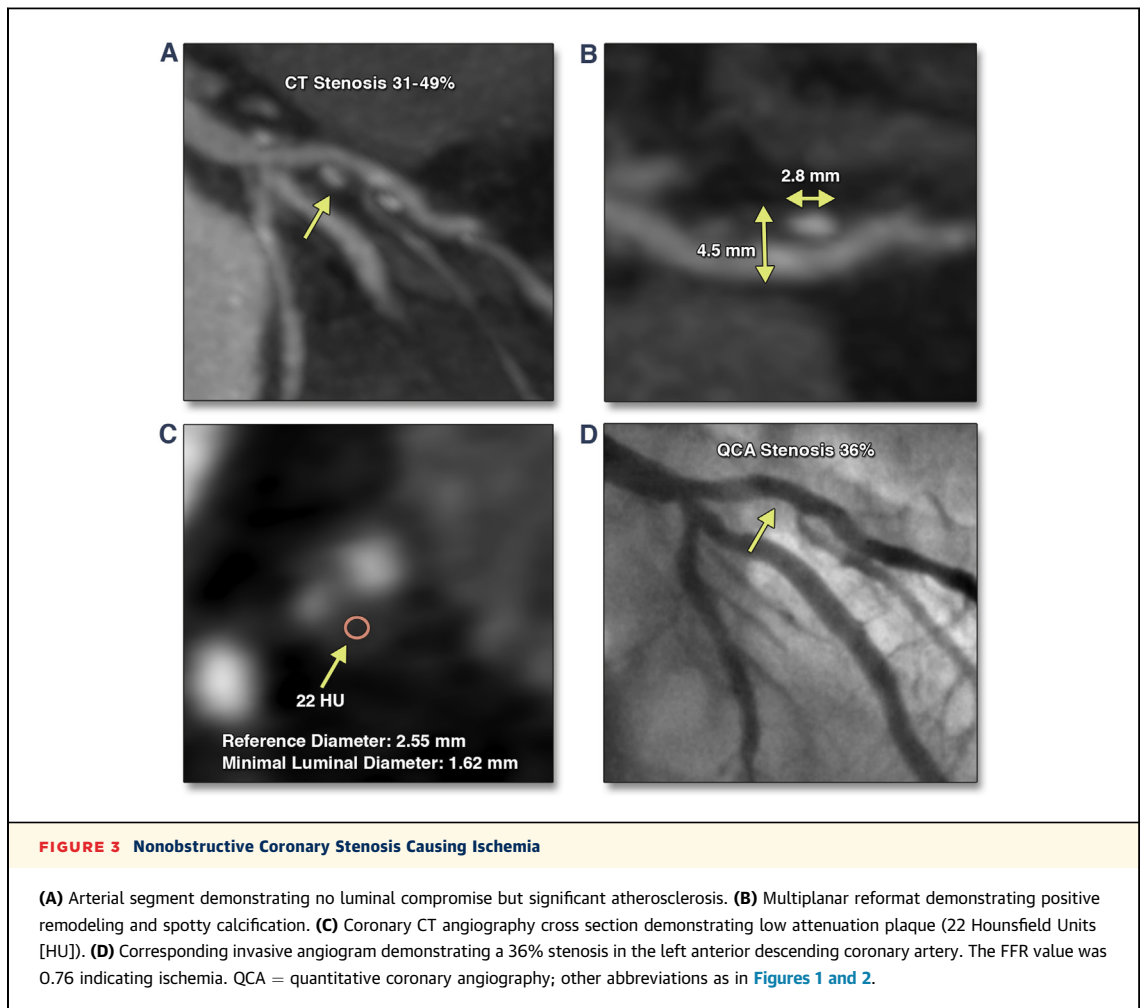 A
CT Stenosis 31-49%
B
2.8 mm
4.5 mm
C
22 HU
Reference Diameter: 2.55 mm
Minimal Luminal Diameter: 1.62 mm
D
QCA Stenosis 36%
FIGURE 3 Nonobstructive Coronary Stenosis Causing Ischemia
(A) Arterial segment demonstrating no luminal compromise but significant atherosclerosis. (B) Multiplanar reformat demonstrating positive
remodeling and spotty calcification. (C) Coronary CT angiography cross section demonstrating low attenuation plaque (22 Hounsfield Units
[HU]). (D) Corresponding invasive angiogram demonstrating a 36% stenosis in the left anterior descending coronary artery. The FFR value was
0.76 indicating ischemia. QCA = quantitative coronary angiography; other abbreviations as in Figures 1 and 2.